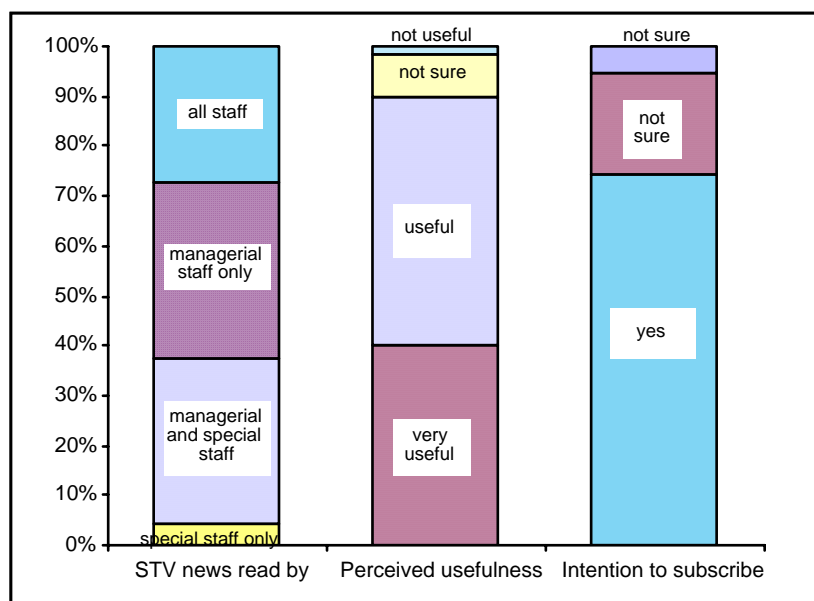 not useful
not sure
100%
90%
80%
70%
60%
50%
40%
30%
20%
10%
0%
all staff
managerial
staff only
managerial
and special
staff
special staff only
not sure
useful
very
useful
not
sure
yes
STV news read by
Perceived usefulness
Intention to subscribe